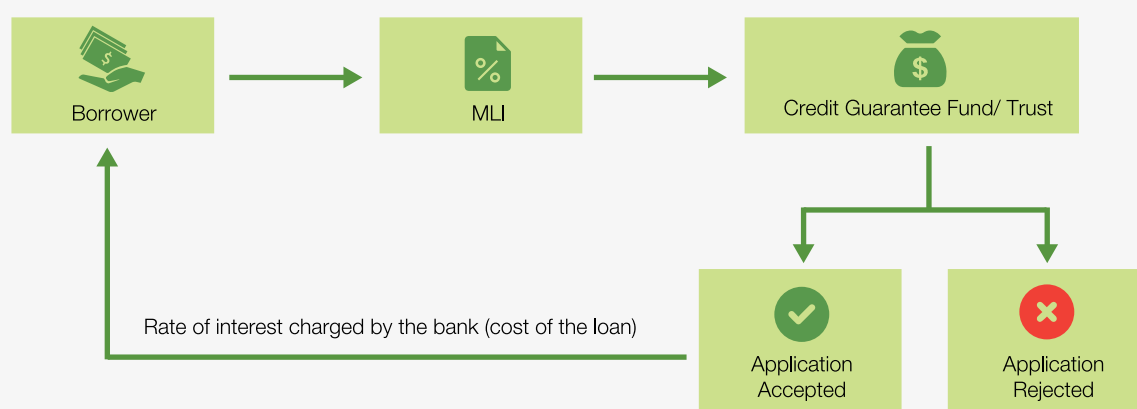 $
%
$
Borrower
MLI
Credit Guarantee Fund/ Trust
Rate of interest charged by the bank (cost of the loan)
Application
Accepted
Application
Rejected